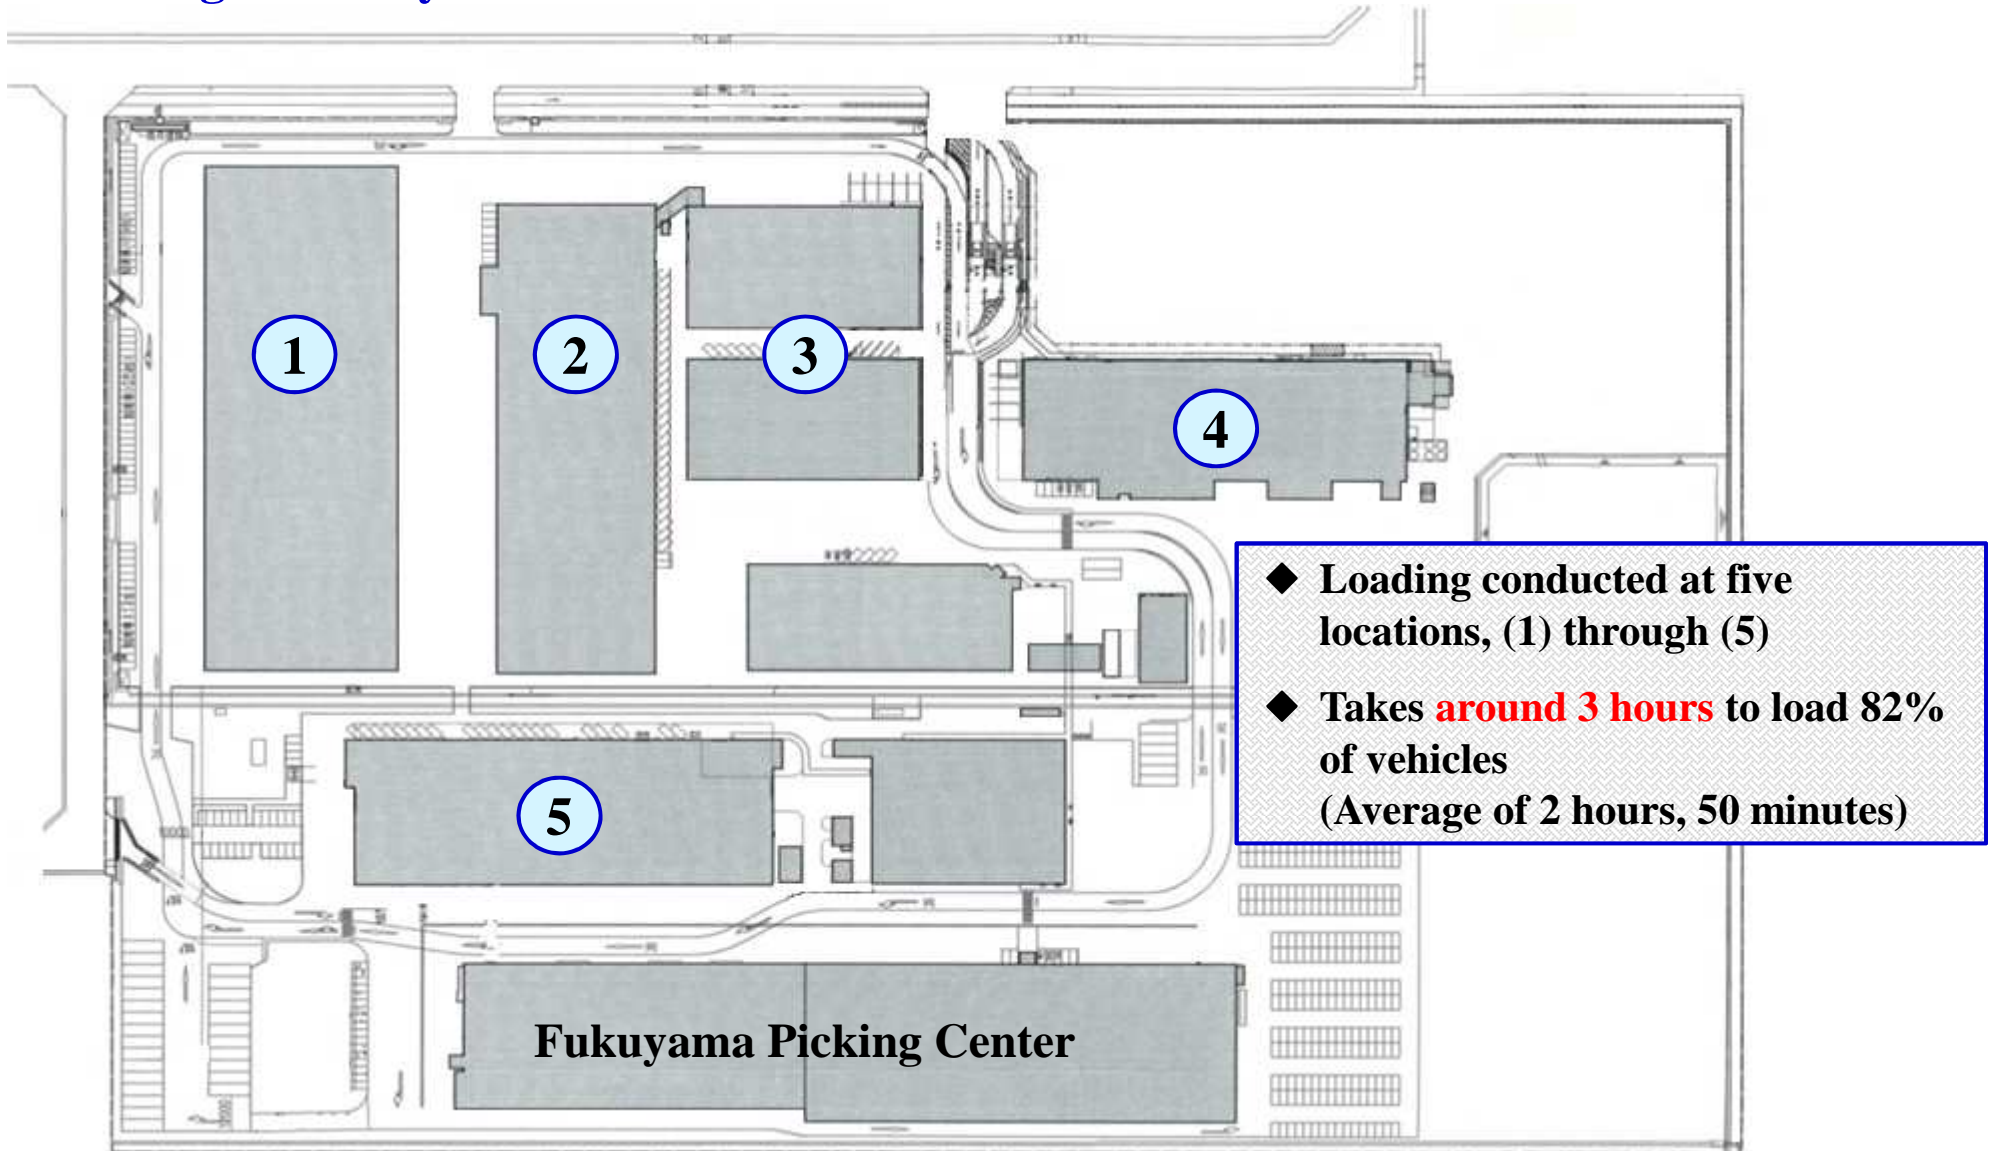 1
2
3
4
◆ Loading conducted at five
locations, (1) through (5)
◆ Takes around 3 hours to load 82%
of vehicles
(Average of 2 hours, 50 minutes)
5
Fukuyama Picking Center